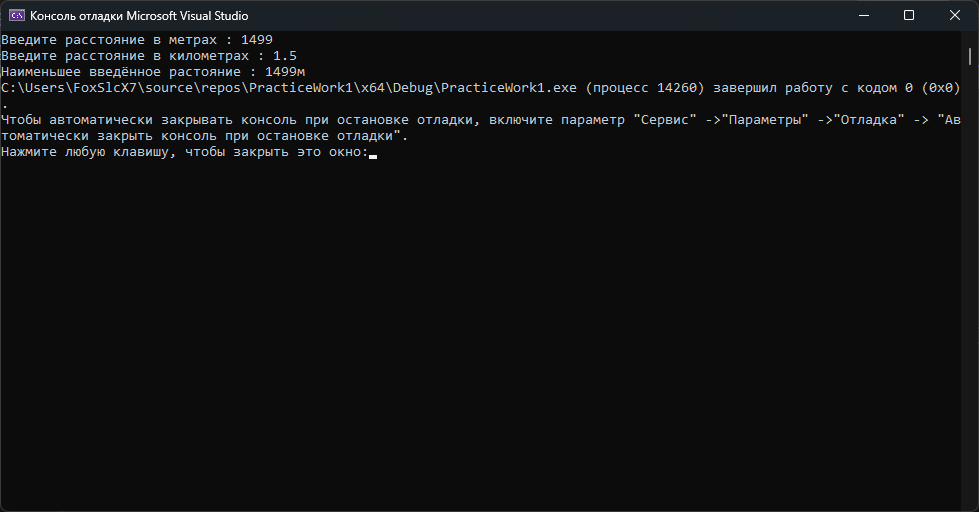 Консоль отладки Microsoft Visual Studio
Введите расстояние в метрах : 1499
Введите расстояние в километрах : 1.5
Наименьшее введённое растояние : 1499м
C:\Users\FoxSlcX7\source\repos\PracticeWork1\x64\Debug\PracticeWork1.exe (процесс 14260) завершил работу с кодом 0 (0x0)
.
Чтобы автоматически закрывать консоль при остановке отладки, включите параметр "Сервис" ->"Параметры" ->"Отладка" -> "Ав
томатически закрыть консоль при остановке отладки".
Нажмите любую клавишу, чтобы закрыть это окно: